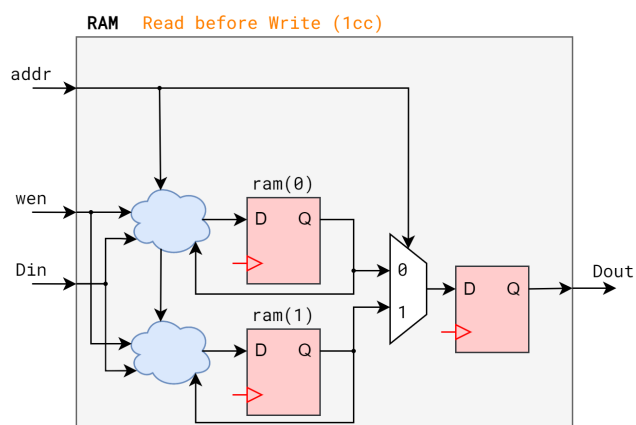 RAM Read before Write (1cc)
addr
ram(0)
wen
D Q
Din
0
Dout
1
D Q
ram(1)
D Q